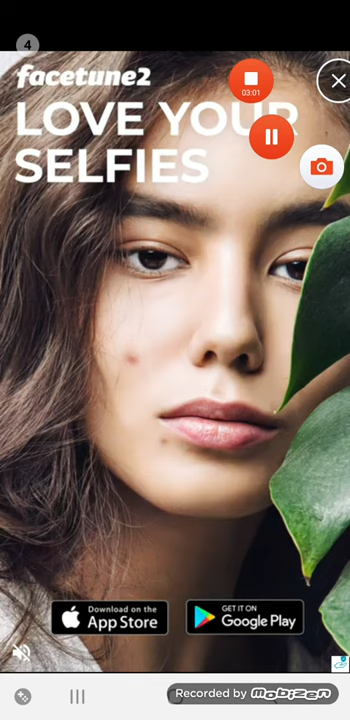 4
facetune2
03:01
LOVE YOUR
SELFIES
Download on the
App Store
GET IT ON
Google Play
Recorded by mobizen